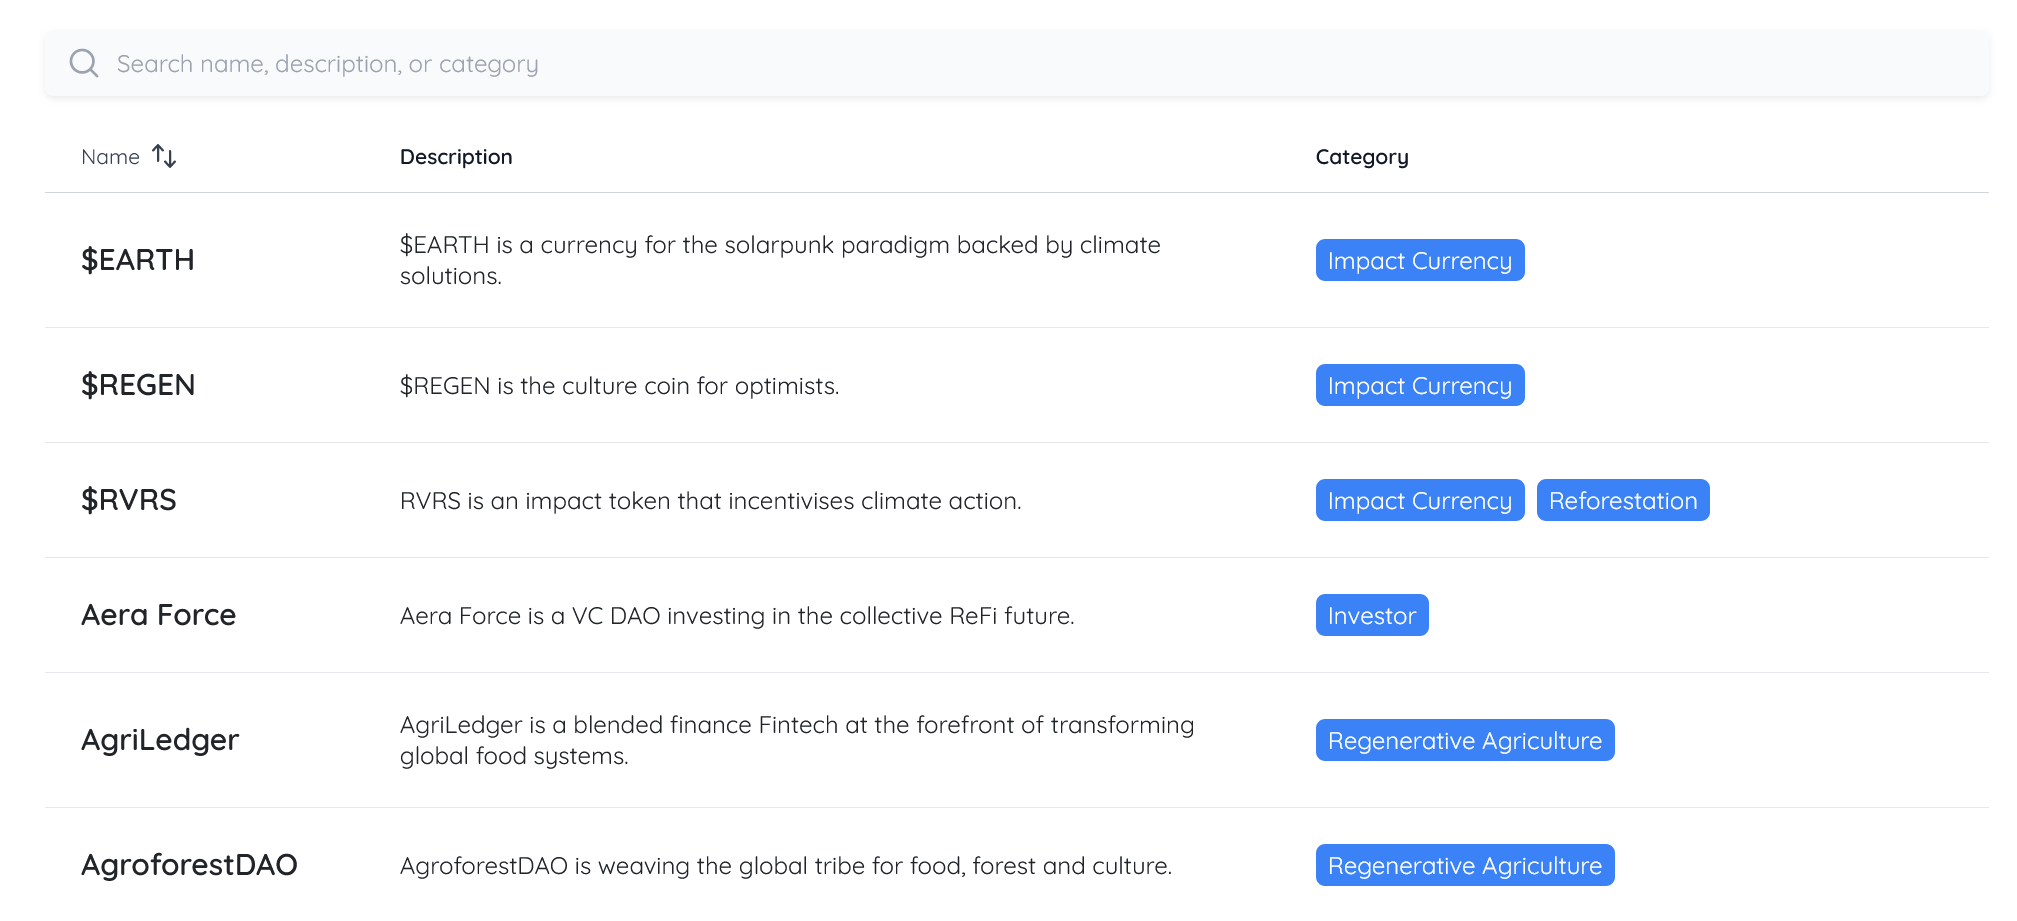 Search name, description, or category
Name Description Category
$EARTH
$EARTH is a currency for the solarpunk paradigm backed by climate
solutions.
Impact Currency
$REGEN
$REGEN is the culture coin for optimists.
Impact Currency
$RVRS
RVRS is an impact token that incentivises climate action.
Impact Currency Reforestation
Aera Force
Aera Force is a VC DAO investing in the collective ReFi future.
Investor
AgriLedger
AgriLedger is a blended finance Fintech at the forefront of transforming
global food systems.
Regenerative Agriculture
AgroforestDAO
AgroforestDAO is weaving the global tribe for food, forest and culture.
Regenerative Agriculture